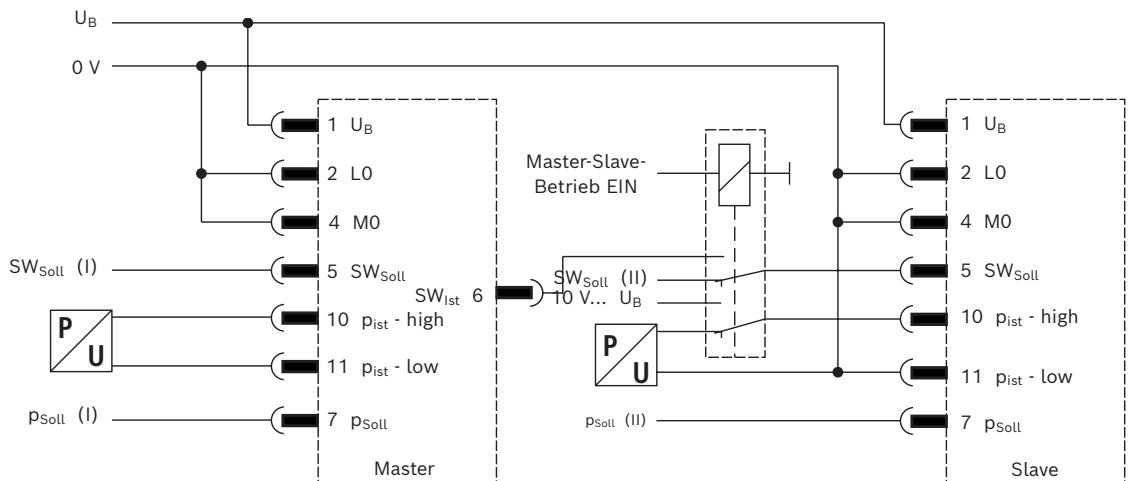 U_B
0 V
1 U_B
2 L0
4 M0
SW_Soll (I)
5 SW_Soll
SW_Ist 6
10 p_ist - high
P
U
11 p_ist - low
p_Soll (I)
7 p_Soll
Master
Master-Slave-
Betrieb EIN
SW_Soll (II)
10 V... U_B
P
U
p_Soll (II)
1 U_B
2 L0
4 M0
5 SW_Soll
10 p_ist - high
11 p_ist - low
7 p_Soll
Slave